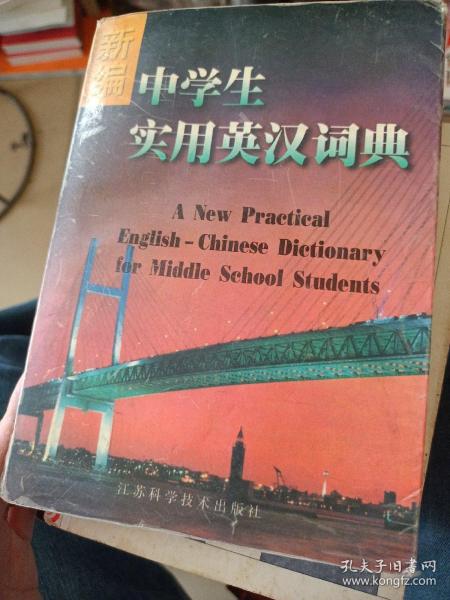 新编
中学生
实用英汉词典
A New Practical
English-Chinese Dictionary
for Middle School Students
江苏科学技术出版社
孔夫子旧书网
www.kongfz.com